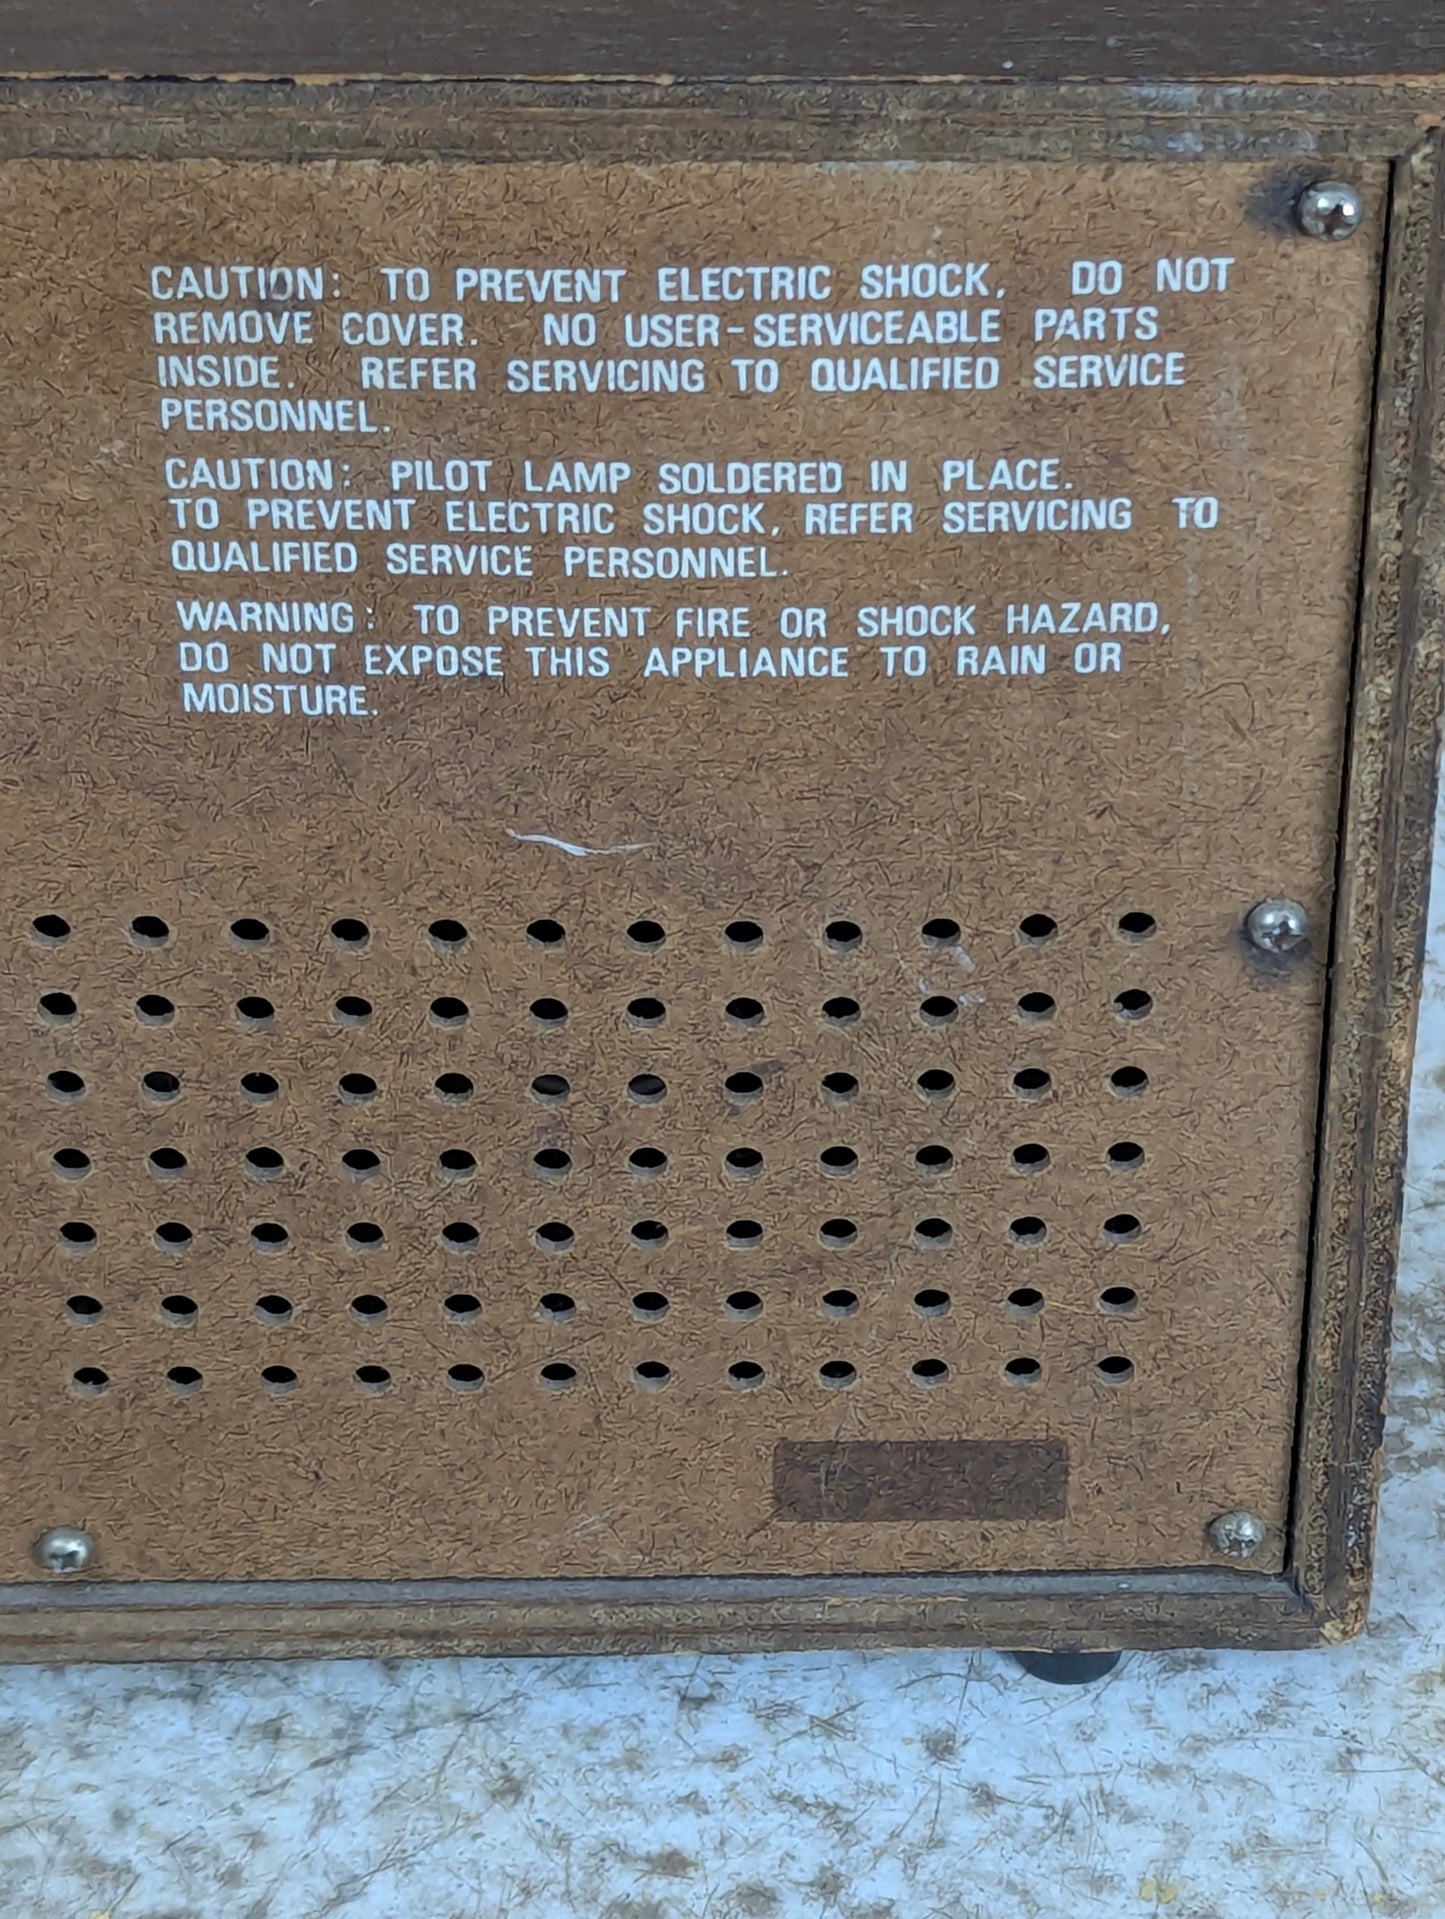 CAUTION: TO PREVENT ELECTRIC SHOCK, DO NOT
REMOVE COVER. NO USER-SERVICEABLE PARTS
INSIDE. REFER SERVICING TO QUALIFIED SERVICE
PERSONNEL.
CAUTION: PILOT LAMP SOLDERED IN PLACE.
TO PREVENT ELECTRIC SHOCK, REFER SERVICING TO
QUALIFIED SERVICE PERSONNEL.
WARNING: TO PREVENT FIRE OR SHOCK HAZARD,
DO NOT EXPOSE THIS APPLIANCE TO RAIN OR
MOISTURE.